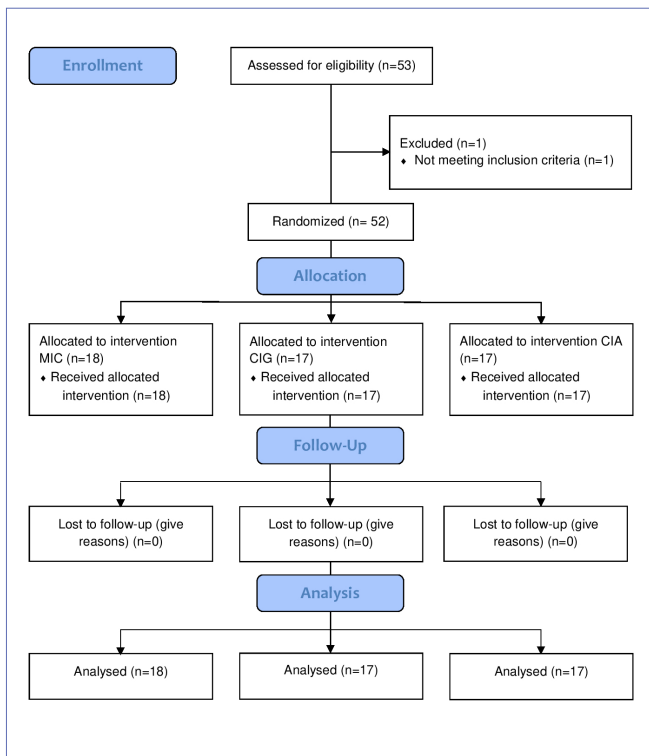 Enrollment
Assessed for eligibility (n=53)
Excluded (n=1)
♦ Not meeting inclusion criteria (n=1)
Randomized (n= 52)
Allocation
Allocated to intervention
MIC (n=18)
♦ Received allocated
intervention (n=18)
Allocated to intervention
CIG (n=17)
♦ Received allocated
intervention (n=17)
Allocated to intervention CIA
(n=17)
♦ Received allocated
intervention (n=17)
Follow-Up
Lost to follow-up (give
reasons) (n=0)
Lost to follow-up (give
reasons) (n=0)
Lost to follow-up (give
reasons) (n=0)
Analysis
Analysed (n=18)
Analysed (n=17)
Analysed (n=17)